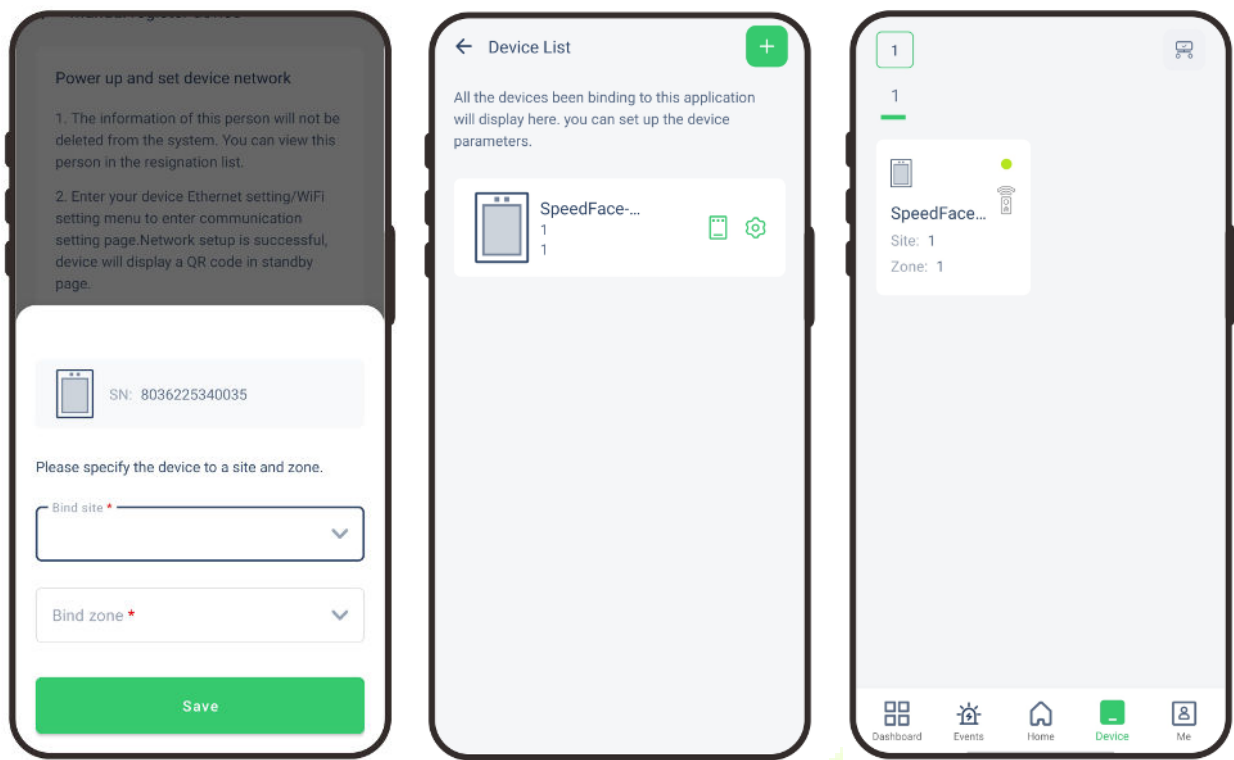 Manual register device
Power up and set device network
1. The information of this person will not be
deleted from the system. You can view this
person in the resignation list.
2. Enter your device Ethernet setting/WiFi
setting menu to enter communication
setting page.Network setup is successful,
device will display a QR code in standby
page.
SN: 8036225340035
Please specify the device to a site and zone.
Bind site *
Bind zone *
Save
Device List
+
All the devices been binding to this application
will display here. you can set up the device
parameters.
SpeedFace-...
1
1
1
1
SpeedFace...
Site: 1
Zone: 1
Dashboard
Events
Home
Device
Me